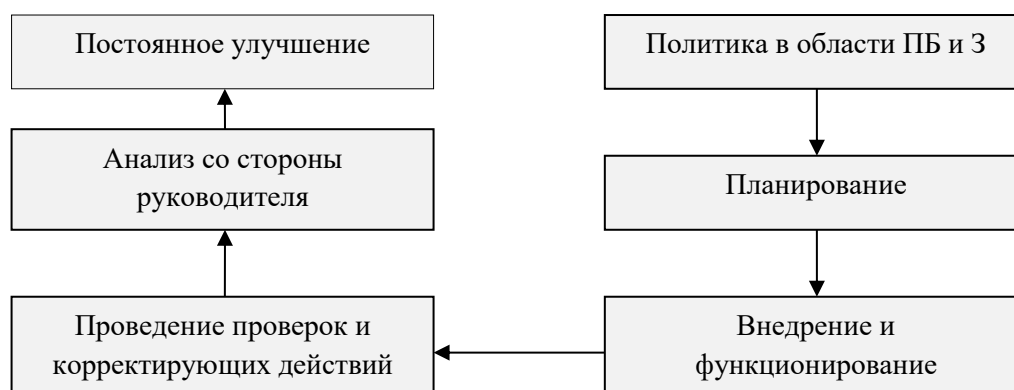 Постоянное улучшение
Политика в области ПБ и З
Анализ со стороны
руководителя
Планирование
Проведение проверок и
корректирующих действий
Внедрение и
функционирование